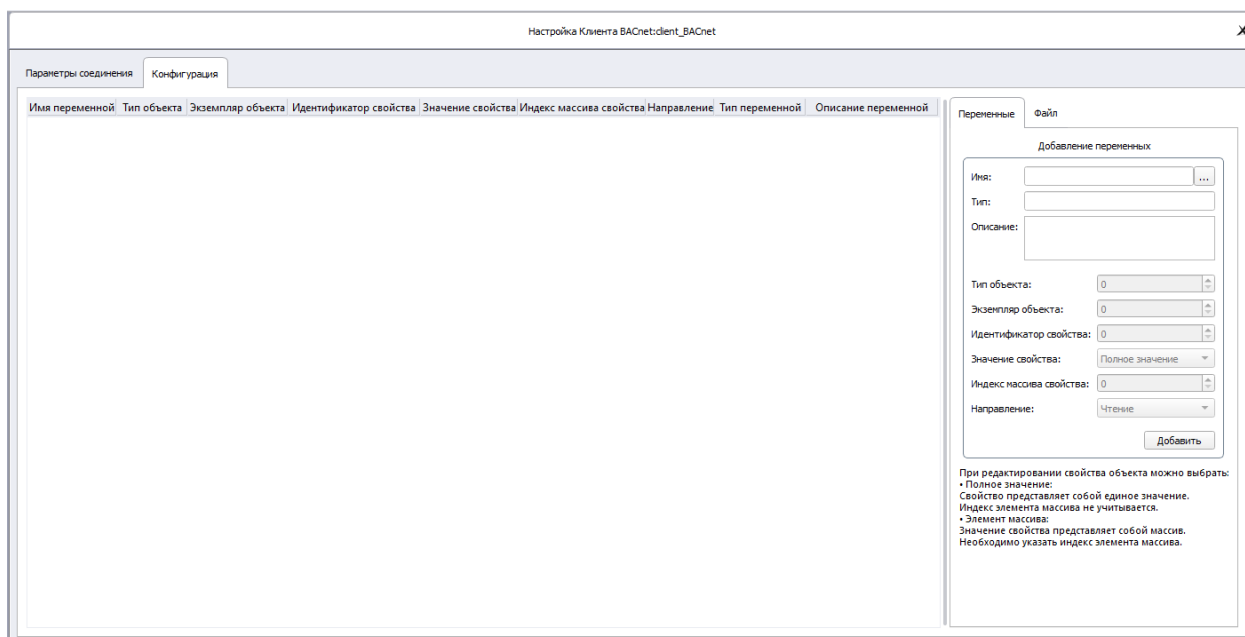 Настройка Клиента BACnet:client_BACnet
X
Параметры соединения Конфигурация
Имя переменной Тип объекта Экземпляр объекта Идентификатор свойства Значение свойства Индекс массива свойства Направление Тип переменной Описание переменной
Переменные Файл
Добавление переменных
Имя: ...
Тип:
Описание:
Тип объекта: 0
Экземпляр объекта: 0
Идентификатор свойства: 0
Значение свойства: Полное значение
Индекс массива свойства: 0
Направление: Чтение
Добавить
При редактировании свойства объекта можно выбрать:
• Полное значение:
Свойство представляет собой единое значение.
Индекс элемента массива не учитывается.
• Элемент массива:
Значение свойства представляет собой массив.
Необходимо указать индекс элемента массива.